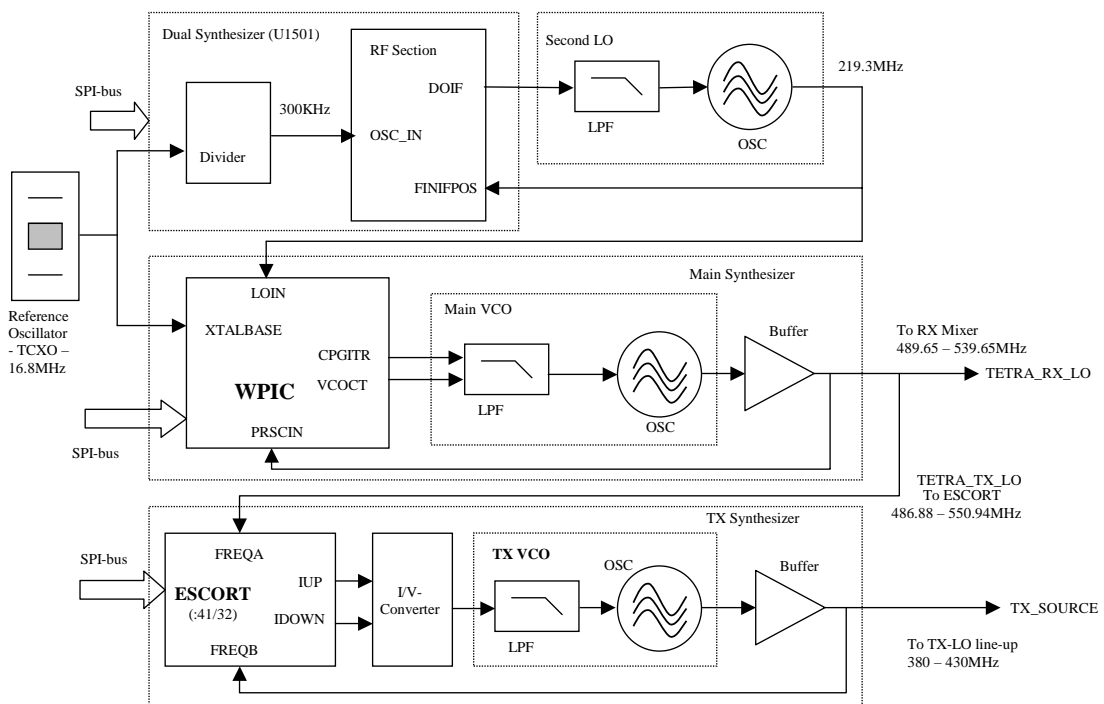 Dual Synthesizer (U1501)
RF Section
Second LO
219.3MHz
SPI-bus
300KHz
DOIF
LPF
OSC
OSC_IN
Divider
FINIFPOS
Main Synthesizer
LOIN
Main VCO
Reference
Oscillator
- TCXO –
16.8MHz
XTALBASE
Buffer
To RX Mixer
489.65 – 539.65MHz
CPGITR
TETRA_RX_LO
WPIC
VCOCT
LPF
OSC
PRSCIN
SPI-bus
TETRA_TX_LO
To ESCORT
486.88 – 550.94MHz
TX Synthesizer
SPI-bus
FREQA
TX VCO
OSC
Buffer
IUP
ESCORT
(:41/32)
I/V-
Converter
IDOWN
TX_SOURCE
FREQB
LPF
To TX-LO line-up
380 – 430MHz